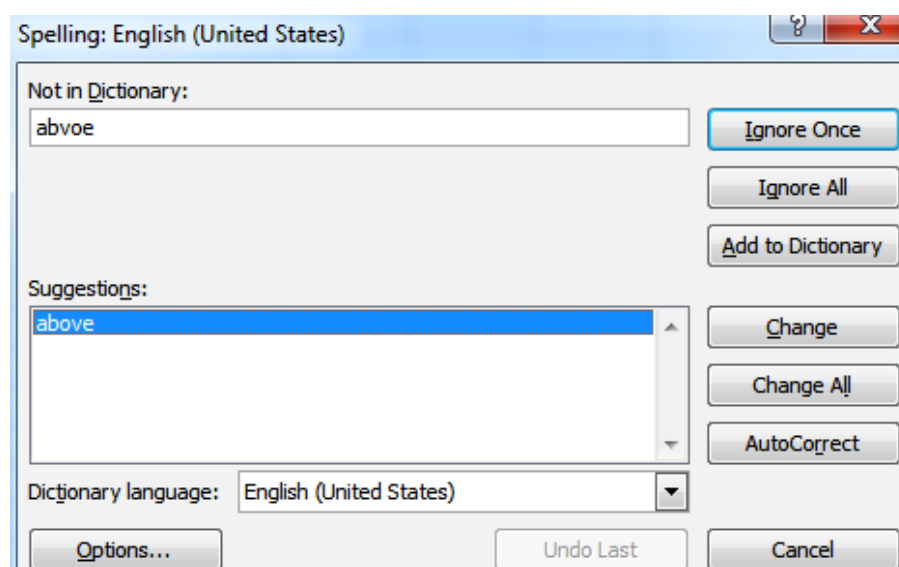 Spelling: English (United States)
?
X
Not in Dictionary:
abvoe
Ignore Once
Ignore All
Add to Dictionary
Suggestions:
above
Change
Change All
AutoCorrect
Dictionary language: English (United States)
Options... Undo Last Cancel